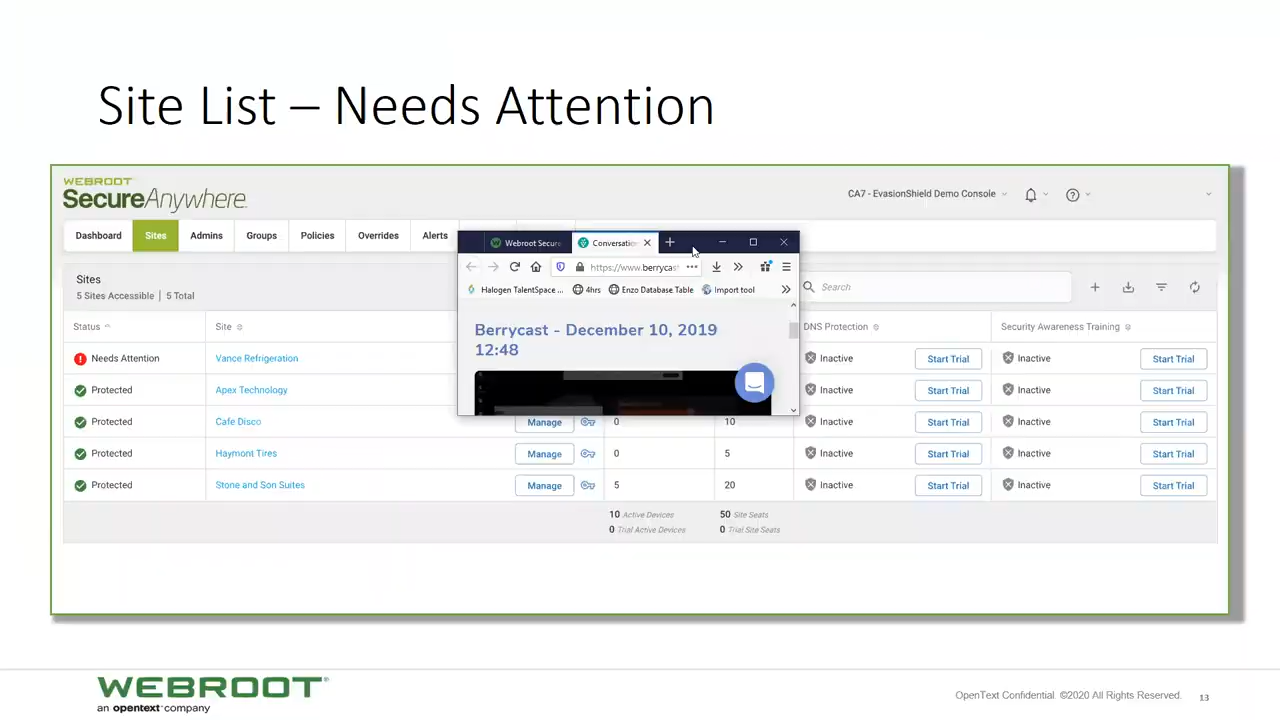 Site List – Needs Attention
WEBROOT
SecureAnywhere.
CA7 - EvasionShield Demo Console
Dashboard Sites Admins Groups Policies Overrides Alerts
Webroot Secure
Conversation
https://www.berrycast
Halogen TalentSpace ... 4hrs Enzo Database Table Import tool
Berrycast - December 10, 2019
12:48
Sites
5 Sites Accessible | 5 Total
Search
Status Site DNS Protection Security Awareness Training
Needs Attention Vance Refrigeration Inactive Start Trial Inactive Start Trial
Protected Apex Technology Inactive Start Trial Inactive Start Trial
Protected Cafe Disco Manage 0 10 Inactive Start Trial Inactive Start Trial
Protected Haymont Tires Manage 0 5 Inactive Start Trial Inactive Start Trial
Protected Stone and Son Suites Manage 5 20 Inactive Start Trial Inactive Start Trial
10 Active Devices 50 Site Seats
0 Trial Active Devices 0 Trial Site Seats
WEBROOT®
an opentext company
OpenText Confidential. ©2020 All Rights Reserved. 13